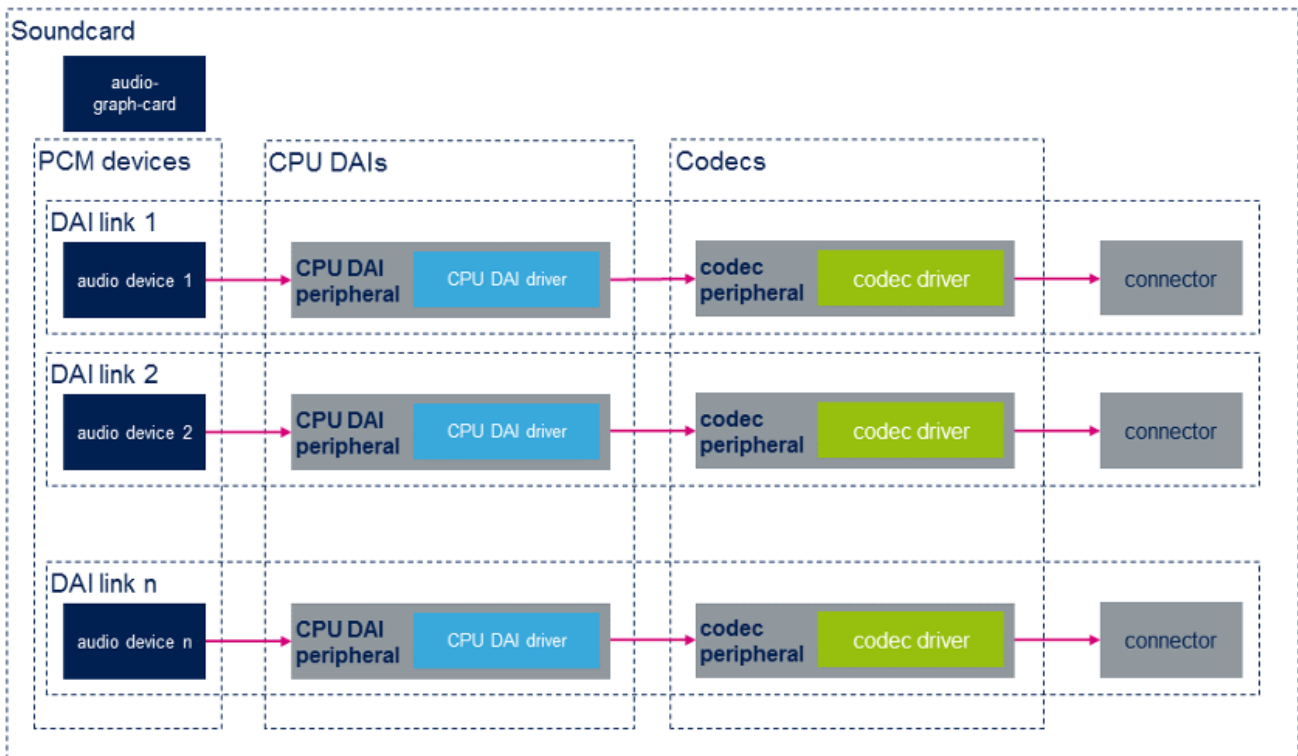 Soundcard
audio-
graph-card
PCM devices
CPU DAIs
Codecs
DAI link 1
audio device 1
CPU DAI
peripheral
CPU DAI driver
codec
peripheral
codec driver
connector
DAI link 2
audio device 2
CPU DAI
peripheral
CPU DAI driver
codec
peripheral
codec driver
connector
DAI link n
audio device n
CPU DAI
peripheral
CPU DAI driver
codec
peripheral
codec driver
connector